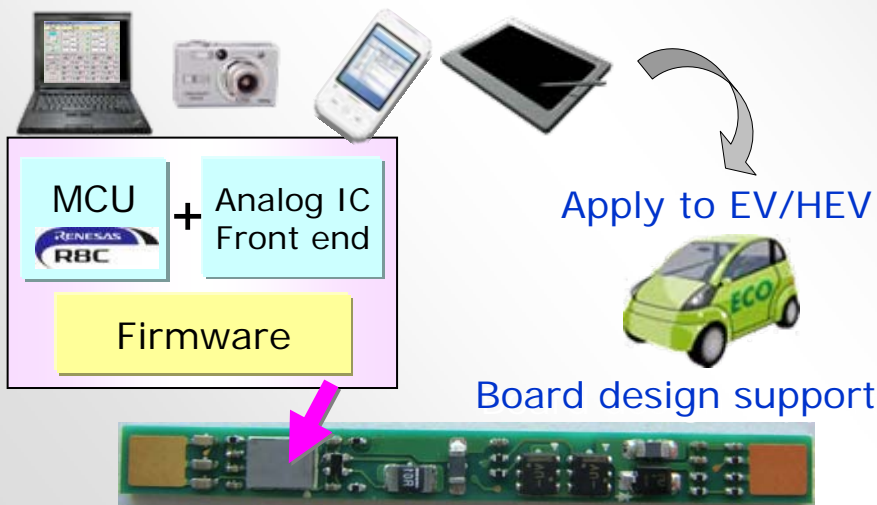 MCU
RENESAS
R8C
+
Analog IC
Front end
Firmware
Apply to EV/HEV
ECO
Board design support